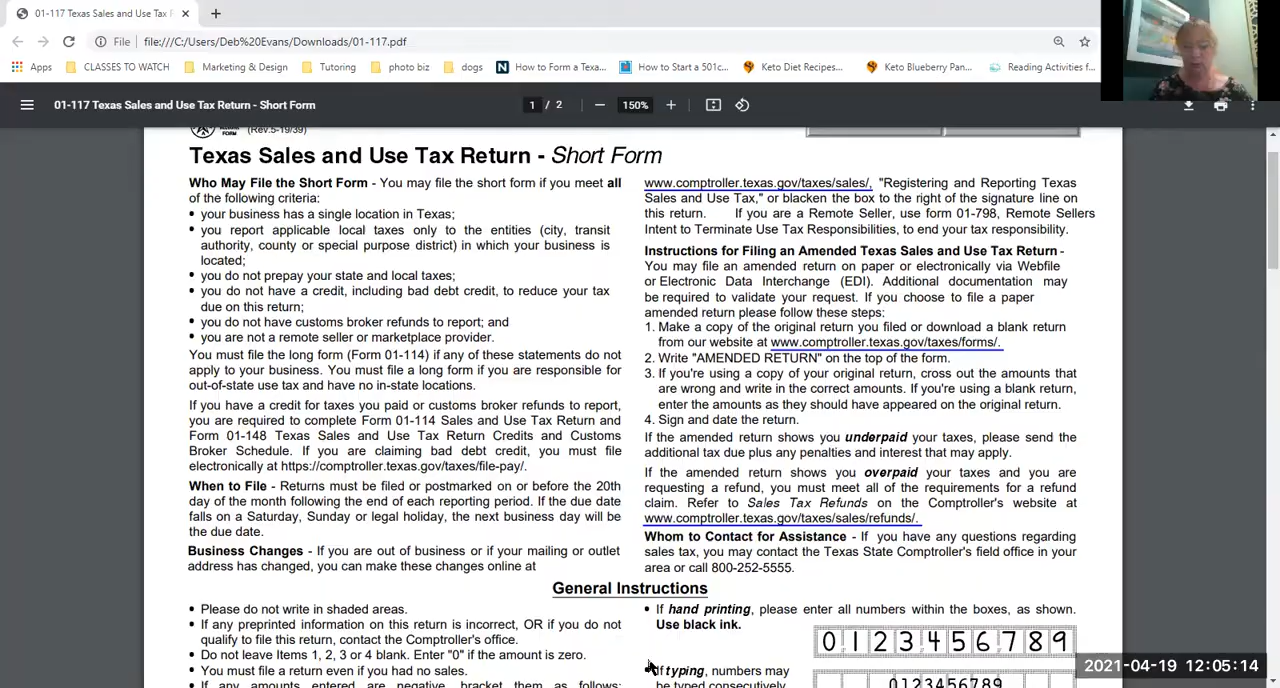 01-117 Texas Sales and Use Tax
File
file:///C:/Users/Deb%20Evans/Downloads/01-117.pdf
Apps
CLASSES TO WATCH
Marketing & Design
Tutoring
photo biz
dogs
How to Form a Texa...
How to Start a 501c...
Keto Diet Recipes...
Keto Blueberry Pan...
Reading Activities f...
01-117 Texas Sales and Use Tax Return - Short Form
1 / 2
150%
FORM
(Rev.5-19/39)
Texas Sales and Use Tax Return - Short Form
Who May File the Short Form - You may file the short form if you meet all
of the following criteria:
• your business has a single location in Texas;
• you report applicable local taxes only to the entities (city, transit
authority, county or special purpose district) in which your business is
located;
• you do not prepay your state and local taxes;
• you do not have a credit, including bad debt credit, to reduce your tax
due on this return;
• you do not have customs broker refunds to report; and
• you are not a remote seller or marketplace provider.
You must file the long form (Form 01-114) if any of these statements do not
apply to your business. You must file a long form if you are responsible for
out-of-state use tax and have no in-state locations.
If you have a credit for taxes you paid or customs broker refunds to report,
you are required to complete Form 01-114 Sales and Use Tax Return and
Form 01-148 Texas Sales and Use Tax Return Credits and Customs
Broker Schedule. If you are claiming bad debt credit, you must file
electronically at https://comptroller.texas.gov/taxes/file-pay/.
When to File - Returns must be filed or postmarked on or before the 20th
day of the month following the end of each reporting period. If the due date
falls on a Saturday, Sunday or legal holiday, the next business day will be
the due date.
Business Changes - If you are out of business or if your mailing or outlet
address has changed, you can make these changes online at
www.comptroller.texas.gov/taxes/sales/, "Registering and Reporting Texas
Sales and Use Tax," or blacken the box to the right of the signature line on
this return. If you are a Remote Seller, use form 01-798, Remote Sellers
Intent to Terminate Use Tax Responsibilities, to end your tax responsibility.
Instructions for Filing an Amended Texas Sales and Use Tax Return -
You may file an amended return on paper or electronically via Webfile
or Electronic Data Interchange (EDI). Additional documentation may
be required to validate your request. If you choose to file a paper
amended return please follow these steps:
1. Make a copy of the original return you filed or download a blank return
from our website at www.comptroller.texas.gov/taxes/forms/.
2. Write "AMENDED RETURN" on the top of the form.
3. If you're using a copy of your original return, cross out the amounts that
are wrong and write in the correct amounts. If you're using a blank return,
enter the amounts as they should have appeared on the original return.
4. Sign and date the return.
If the amended return shows you underpaid your taxes, please send the
additional tax due plus any penalties and interest that may apply.
If the amended return shows you overpaid your taxes and you are
requesting a refund, you must meet all of the requirements for a refund
claim. Refer to Sales Tax Refunds on the Comptroller's website at
www.comptroller.texas.gov/taxes/sales/refunds/.
Whom to Contact for Assistance - If you have any questions regarding
sales tax, you may contact the Texas State Comptroller's field office in your
area or call 800-252-5555.
General Instructions
• Please do not write in shaded areas.
• If any preprinted information on this return is incorrect, OR if you do not
qualify to file this return, contact the Comptroller's office.
• Do not leave Items 1, 2, 3 or 4 blank. Enter "0" if the amount is zero.
• You must file a return even if you had no sales.
• If any amounts entered are negative, bracket them as follows:
• If hand printing, please enter all numbers within the boxes, as shown.
Use black ink.
0 1 2 3 4 5 6 7 8 9
If typing, numbers may
be typed consecutively
0123456789
2021-04-19 12:05:14